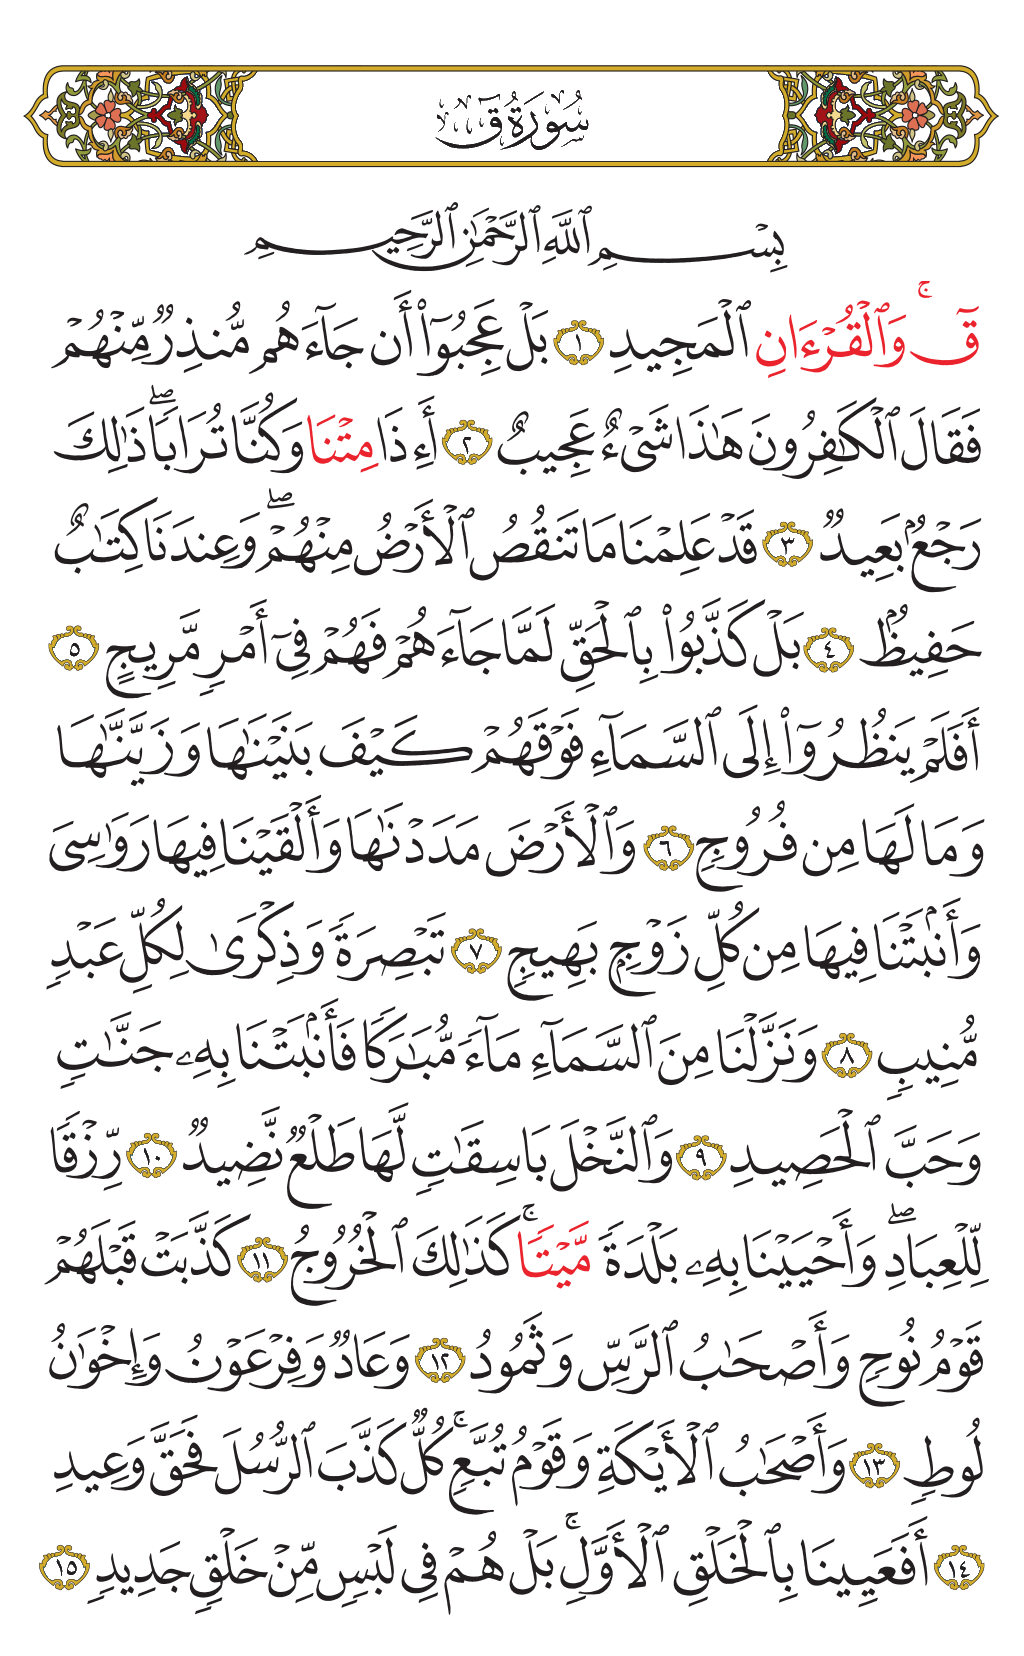 سُورَةُ قٓ
بِسۡمِ ٱللَّهِ ٱلرَّحۡمَٰنِ ٱلرَّحِيمِ
قٓۚ وَٱلۡقُرۡءَانِ ٱلۡمَجِيدِ ١ بَلۡ عَجِبُوٓاْ أَن جَآءَهُم مُّنذِرٞ مِّنۡهُمۡ
فَقَالَ ٱلۡكَٰفِرُونَ هَٰذَا شَيۡءٌ عَجِيبٌ ٢ أَءِذَا مِتۡنَا وَكُنَّا تُرَابٗاۖ ذَٰلِكَ
رَجۡعُۢ بَعِيدٞ ٣ قَدۡ عَلِمۡنَا مَا تَنقُصُ ٱلۡأَرۡضُ مِنۡهُمۡۖ وَعِندَنَا كِتَٰبٌ
حَفِيظُۢ ٤ بَلۡ كَذَّبُواْ بِٱلۡحَقِّ لَمَّا جَآءَهُمۡ فَهُمۡ فِيٓ أَمۡرٖ مَّرِيجٍ ٥
أَفَلَمۡ يَنظُرُوٓاْ إِلَى ٱلسَّمَآءِ فَوۡقَهُمۡ كَيۡفَ بَنَيۡنَٰهَا وَزَيَّنَّٰهَا
وَمَا لَهَا مِن فُرُوجٖ ٦ وَٱلۡأَرۡضَ مَدَدۡنَٰهَا وَأَلۡقَيۡنَا فِيهَا رَوَٰسِيَ
وَأَنۢبَتۡنَا فِيهَا مِن كُلِّ زَوۡجِۭ بَهِيجٖ ٧ تَبۡصِرَةٗ وَذِكۡرَىٰ لِكُلِّ عَبۡدٖ
مُّنِيبٖ ٨ وَنَزَّلۡنَا مِنَ ٱلسَّمَآءِ مَآءٗ مُّبَٰرَكٗا فَأَنۢبَتۡنَا بِهِۦ جَنَّٰتٖ
وَحَبَّ ٱلۡحَصِيدِ ٩ وَٱلنَّخۡلَ بَاسِقَٰتٖ لَّهَا طَلۡعٞ نَّضِيدٞ ١٠ رِّزۡقٗا
لِّلۡعِبَادِۖ وَأَحۡيَيۡنَا بِهِۦ بَلۡدَةٗ مَّيۡتٗاۚ كَذَٰلِكَ ٱلۡخُرُوجُ ١١ كَذَّبَتۡ قَبۡلَهُمۡ
قَوۡمُ نُوحٖ وَأَصۡحَٰبُ ٱلرَّسِّ وَثَمُودُ ١٢ وَعَادٞ وَفِرۡعَوۡنُ وَإِخۡوَٰنُ
لُوطٖ ١٣ وَأَصۡحَٰبُ ٱلۡأَيۡكَةِ وَقَوۡمُ تُبَّعٖۚ كُلّٞ كَذَّبَ ٱلرُّسُلَ فَحَقَّ وَعِيدِ
١٤ أَفَعَيِينَا بِٱلۡخَلۡقِ ٱلۡأَوَّلِۚ بَلۡ هُمۡ فِي لَبۡسٖ مِّنۡ خَلۡقٖ جَدِيدٖ ١٥